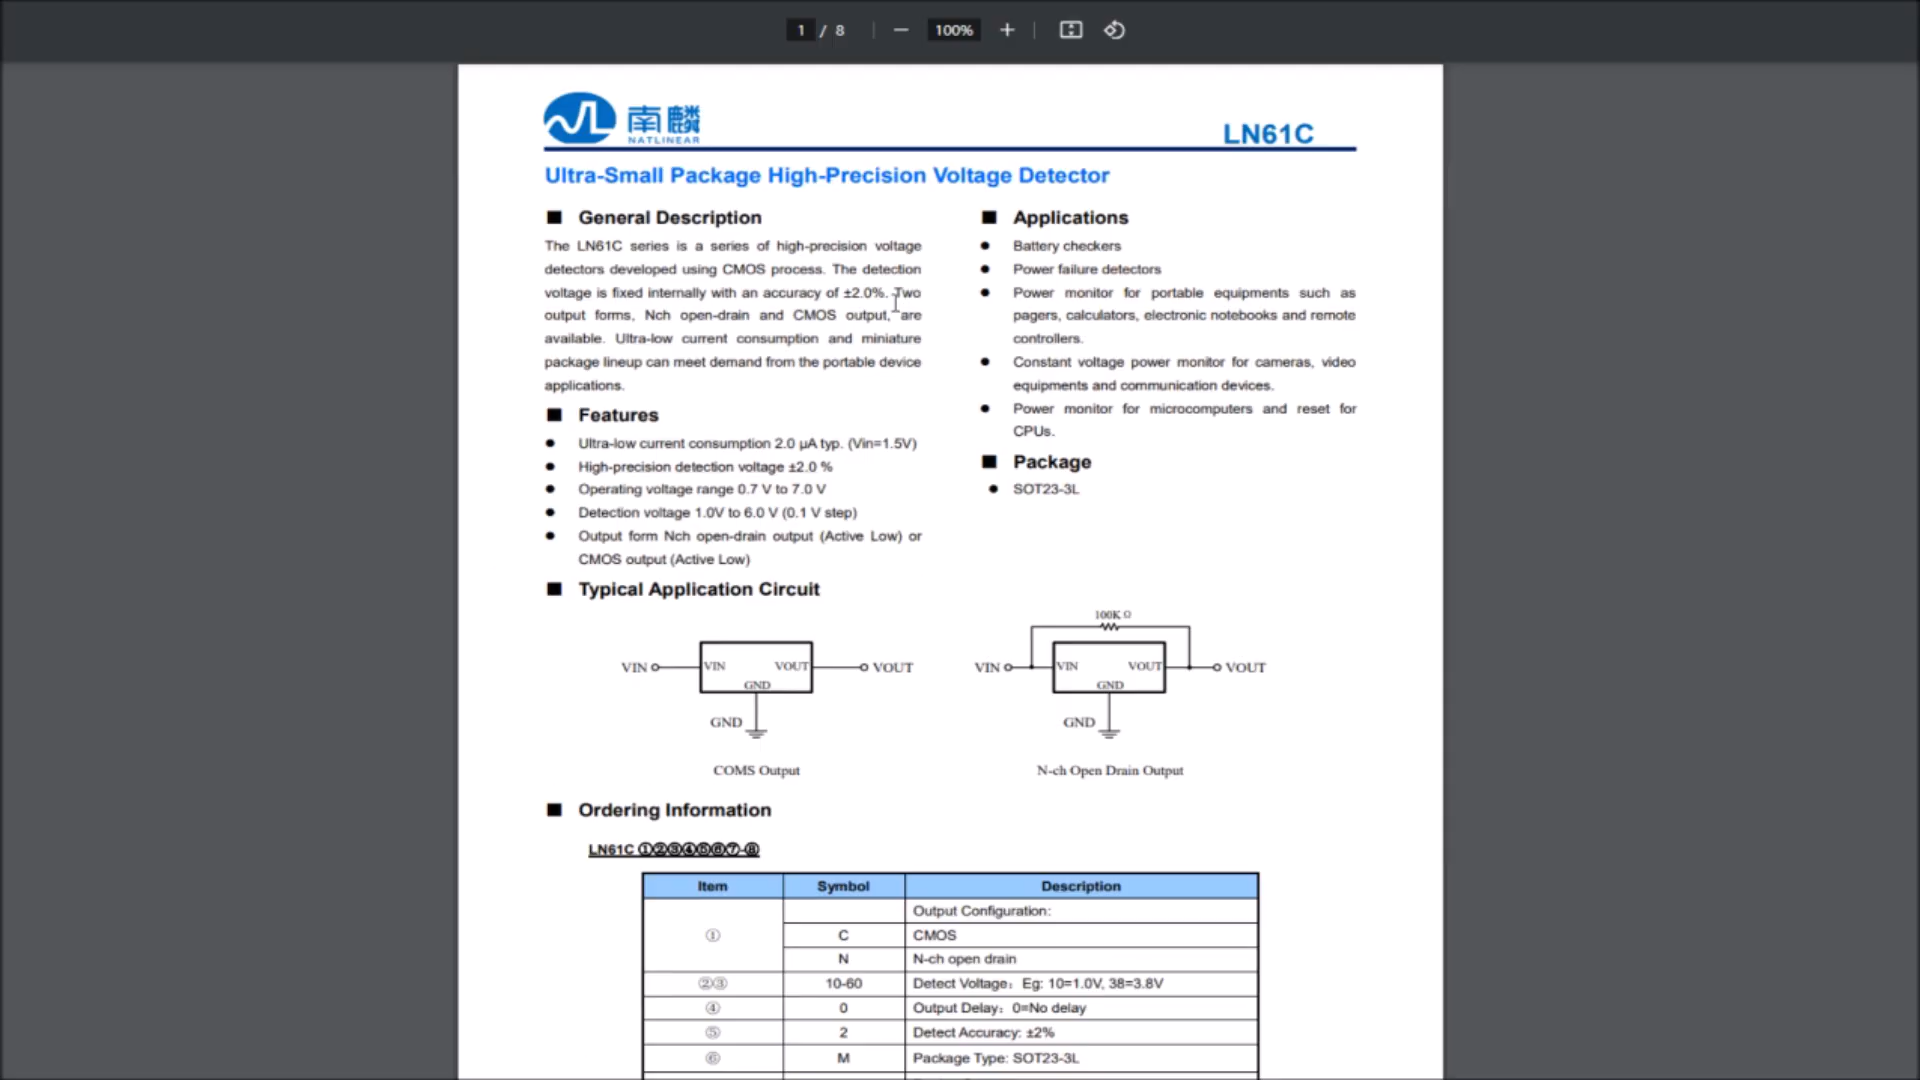 1 / 8
100%
南麟
NATLINEAR
LN61C
Ultra-Small Package High-Precision Voltage Detector
■ General Description
The LN61C series is a series of high-precision voltage
detectors developed using CMOS process. The detection
voltage is fixed internally with an accuracy of ±2.0%. Two
output forms, Nch open-drain and CMOS output, are
available. Ultra-low current consumption and miniature
package lineup can meet demand from the portable device
applications.
■ Features
● Ultra-low current consumption 2.0 μA typ. (Vin=1.5V)
● High-precision detection voltage ±2.0 %
● Operating voltage range 0.7 V to 7.0 V
● Detection voltage 1.0V to 6.0 V (0.1 V step)
● Output form Nch open-drain output (Active Low) or
CMOS output (Active Low)
■ Applications
● Battery checkers
● Power failure detectors
● Power monitor for portable equipments such as
pagers, calculators, electronic notebooks and remote
controllers.
● Constant voltage power monitor for cameras, video
equipments and communication devices.
● Power monitor for microcomputers and reset for
CPUs.
■ Package
● SOT23-3L
■ Typical Application Circuit
VIN VIN VOUT VOUT
GND
GND
COMS Output
100KΩ
VIN VIN VOUT VOUT
GND
GND
N-ch Open Drain Output
■ Ordering Information
LN61C ①②③④⑤⑥⑦-⑧
Item Symbol Description
Output Configuration:
① C CMOS
N N-ch open drain
②③ 10-60 Detect Voltage：Eg: 10=1.0V, 38=3.8V
④ 0 Output Delay：0=No delay
⑤ 2 Detect Accuracy: ±2%
⑥ M Package Type: SOT23-3L